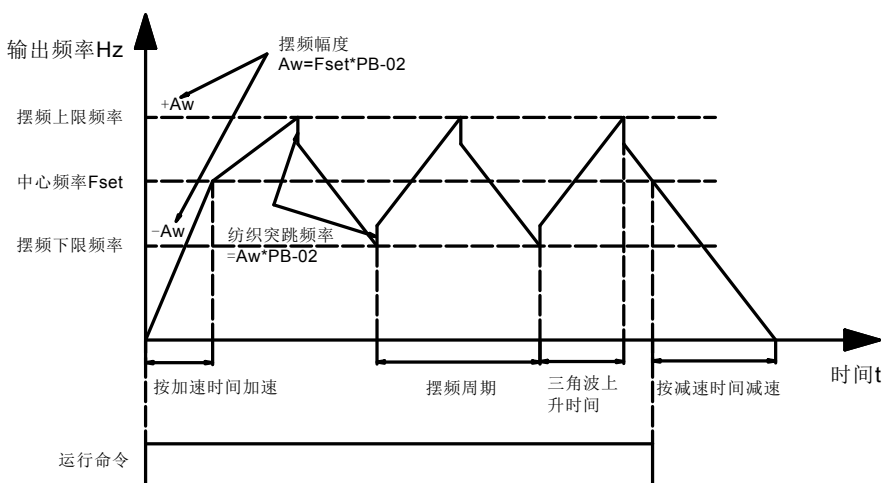 输出频率Hz
摆频幅度
Aw=Fset*PB-02
+Aw
摆频上限频率
中心频率Fset
−Aw
摆频下限频率
纺织突跳频率
=Aw*PB-02
时间t
按加速时间加速
摆频周期
三角波上
升时间
按减速时间减速
运行命令